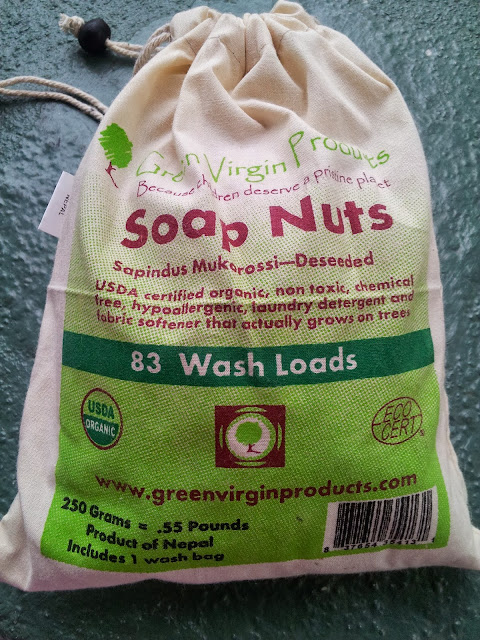 Green Virgin Products
Because children deserve a pristine planet
NEPAL
Soap Nuts
Sapindus Mukorossi—Deseeded
USDA certified organic, non toxic, chemical
free, hypoallergenic, laundry detergent and
fabric softener that actually grows on trees
83 Wash Loads
USDA
ORGANIC
ECO
CERT
www.greenvirginproducts.com
250 Grams = .55 Pounds
Product of Nepal
Includes 1 wash bag